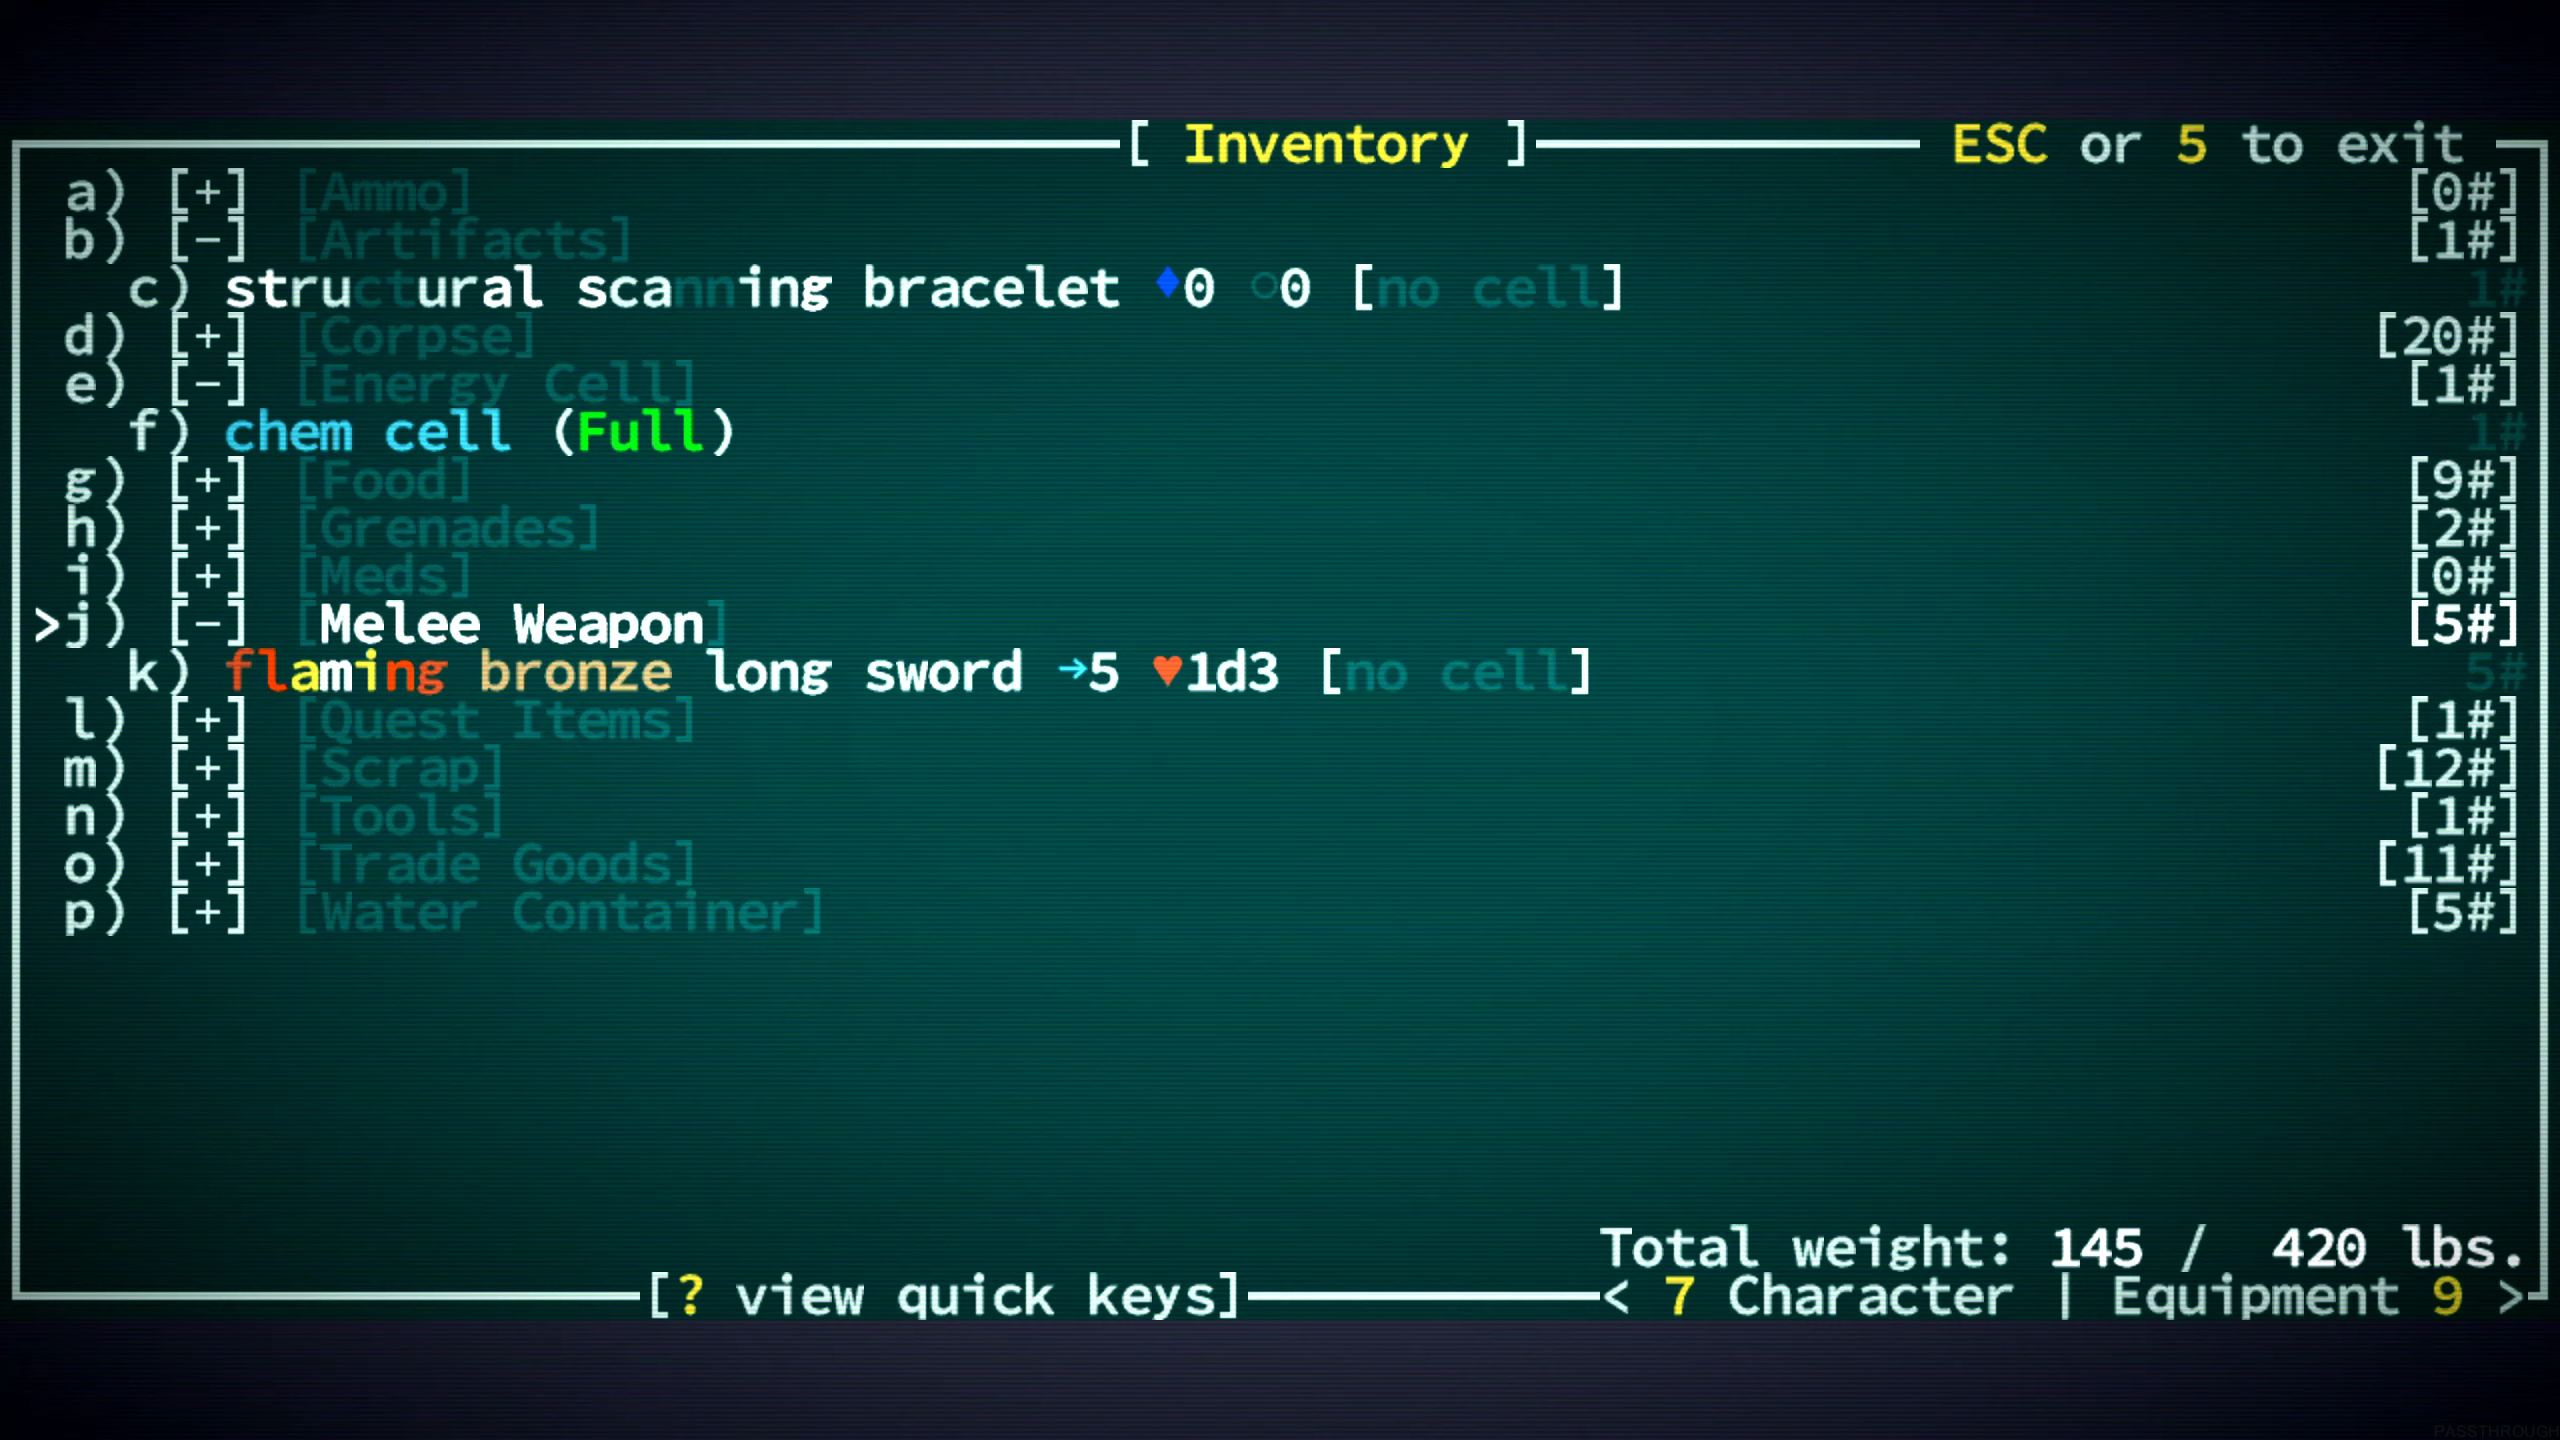 [ Inventory ] ESC or 5 to exit
a) [+] [Ammo] [0#]
b) [-] [Artifacts] [1#]
c) structural scanning bracelet ♦0 ○0 [no cell] 1#
d) [+] [Corpse] [20#]
e) [-] [Energy Cell] [1#]
f) chem cell (Full) 1#
g) [+] [Food] [9#]
h) [+] [Grenades] [2#]
i) [+] [Meds] [0#]
>j) [-] [Melee Weapon] [5#]
k) flaming bronze long sword →5 ♥1d3 [no cell] 5#
l) [+] [Quest Items] [1#]
m) [+] [Scrap] [12#]
n) [+] [Tools] [1#]
o) [+] [Trade Goods] [11#]
p) [+] [Water Container] [5#]
Total weight: 145 / 420 lbs.
[? view quick keys] < 7 Character | Equipment 9 >
PASSTHROUGH